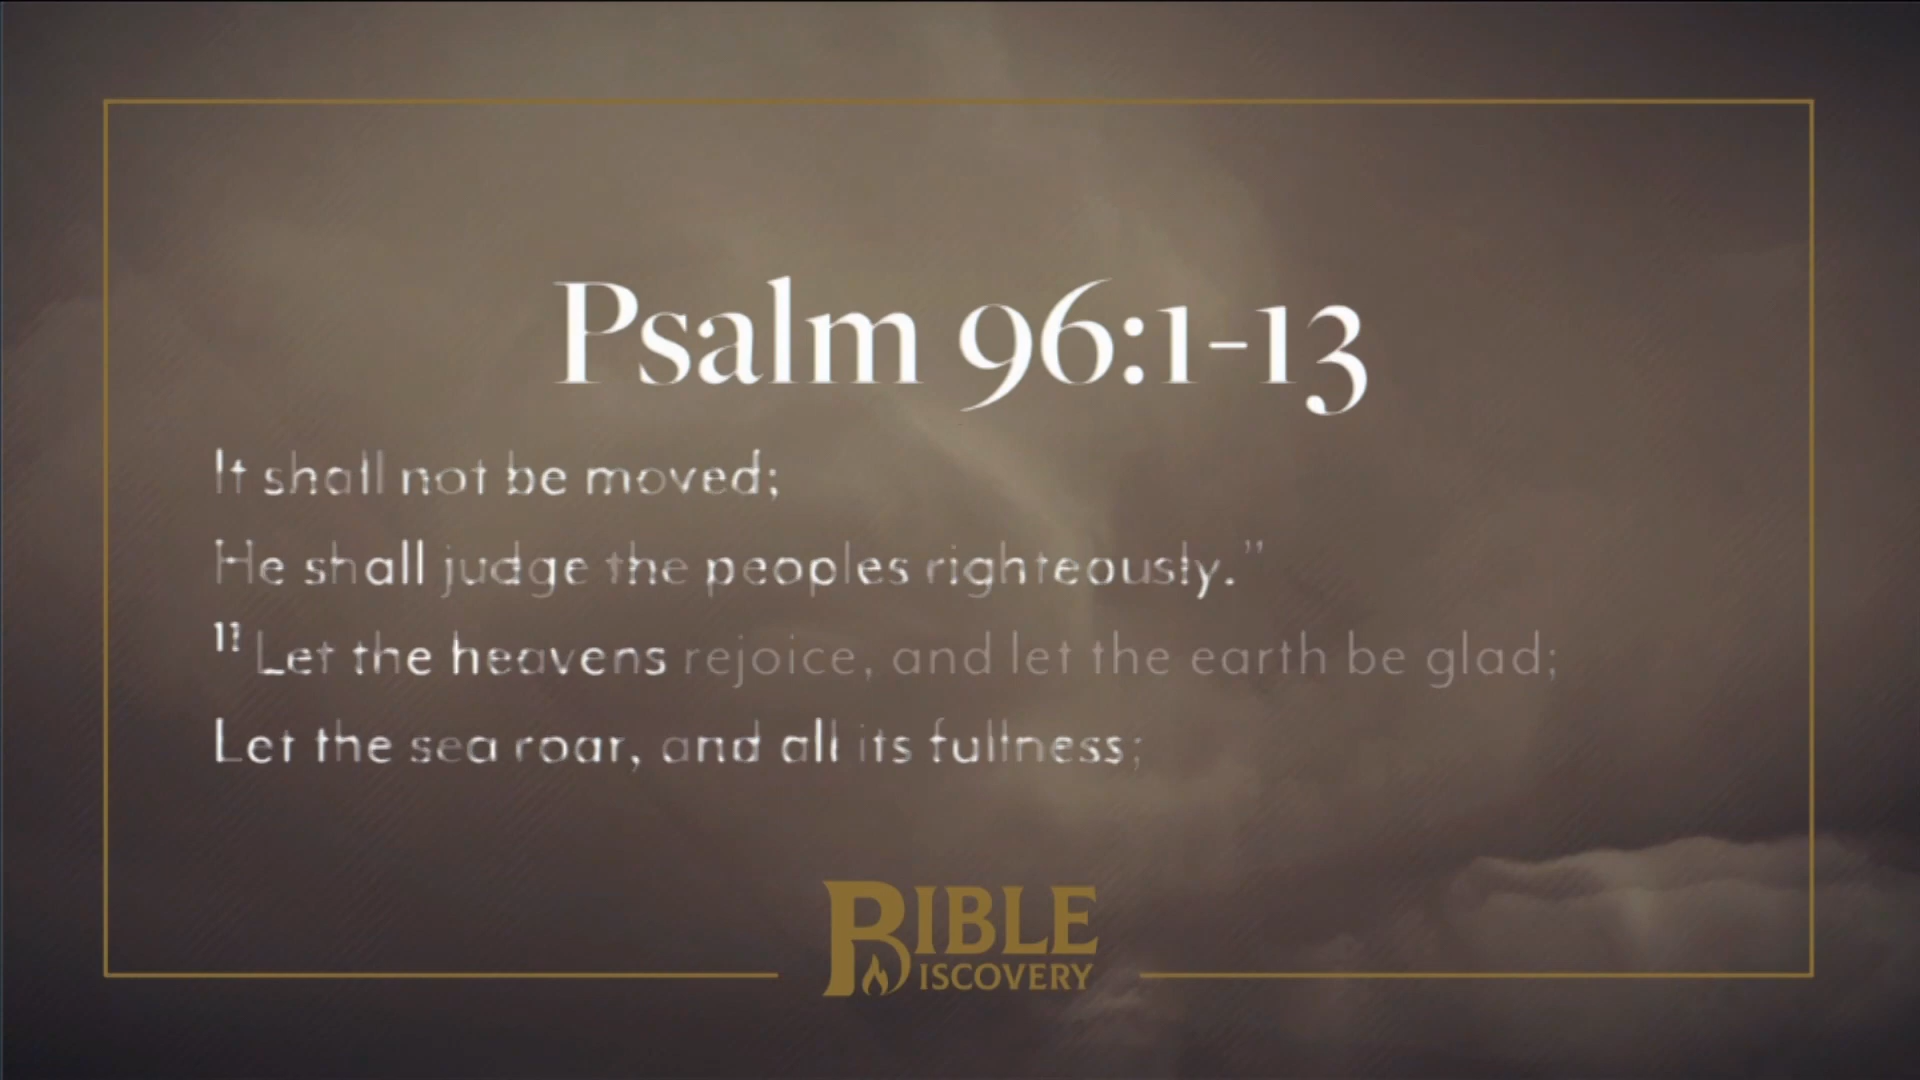 Psalm 96:1-13
It shall not be moved;
He shall judge the peoples righteously.”
11 Let the heavens rejoice, and let the earth be glad;
Let the sea roar, and all its fullness;
BIBLE
DISCOVERY